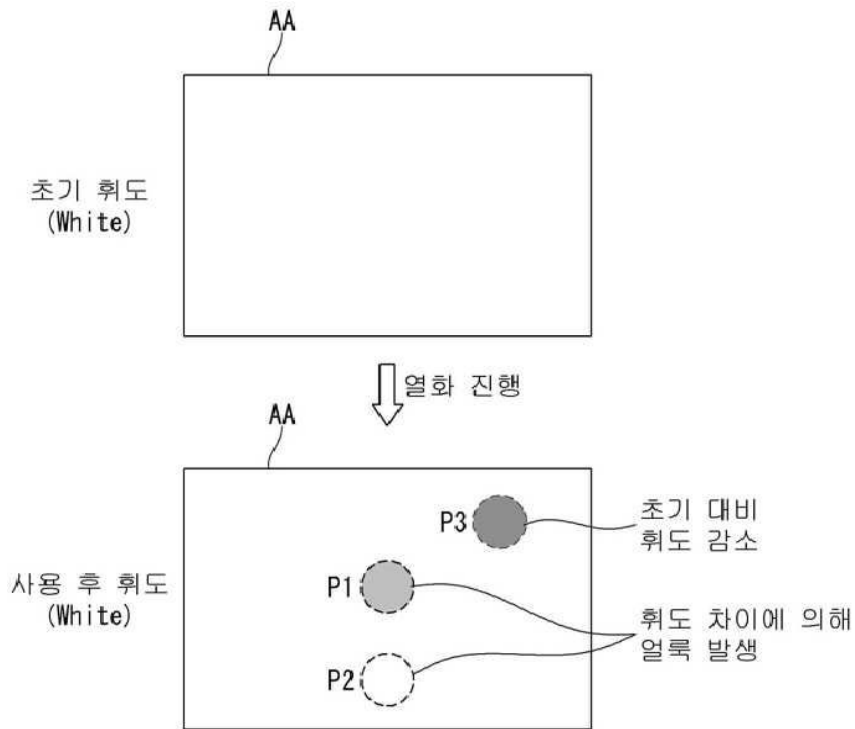 AA
초기 휘도
(White)
열화 진행
AA
P3
초기 대비
휘도 감소
사용 후 휘도
(White)
P1
휘도 차이에 의해
얼룩 발생
P2